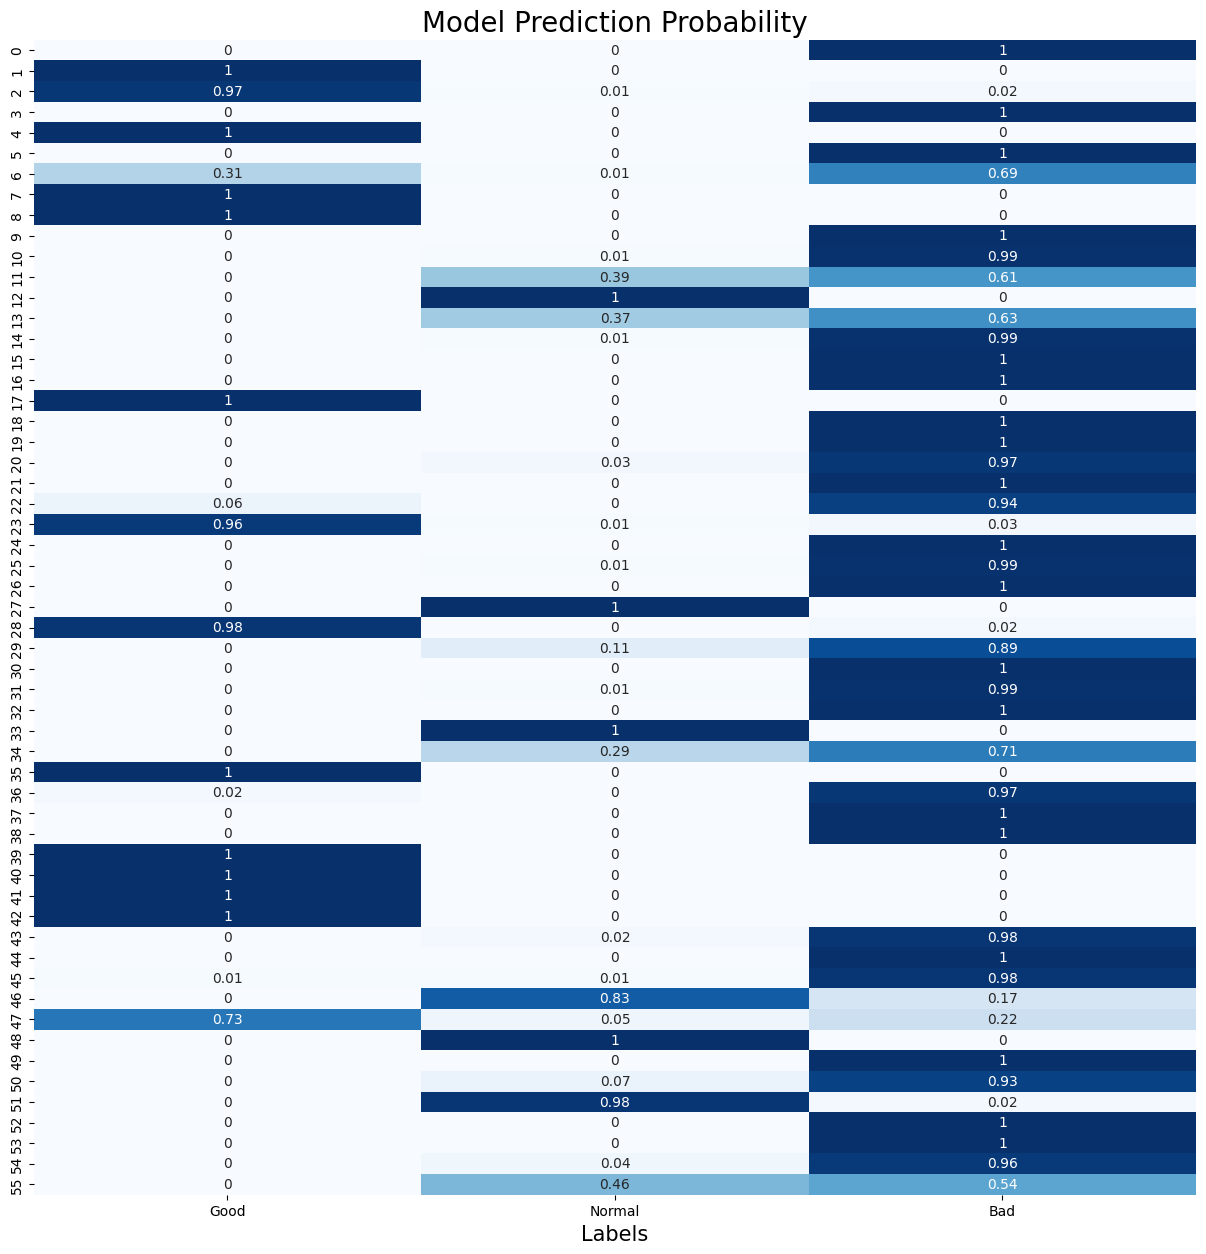 Model Prediction Probability
0 0 0 1
1 1 0 0
2 0.97 0.01 0.02
3 0 0 1
4 1 0 0
5 0 0 1
6 0.31 0.01 0.69
7 1 0 0
8 1 0 0
9 0 0 1
10 0 0.01 0.99
11 0 0.39 0.61
12 0 1 0
13 0 0.37 0.63
14 0 0.01 0.99
15 0 0 1
16 0 0 1
17 1 0 0
18 0 0 1
19 0 0 1
20 0 0.03 0.97
21 0 0 1
22 0.06 0 0.94
23 0.96 0.01 0.03
24 0 0 1
25 0 0.01 0.99
26 0 0 1
27 0 1 0
28 0.98 0 0.02
29 0 0.11 0.89
30 0 0 1
31 0 0.01 0.99
32 0 0 1
33 0 1 0
34 0 0.29 0.71
35 1 0 0
36 0.02 0 0.97
37 0 0 1
38 0 0 1
39 1 0 0
40 1 0 0
41 1 0 0
42 1 0 0
43 0 0.02 0.98
44 0 0 1
45 0.01 0.01 0.98
46 0 0.83 0.17
47 0.73 0.05 0.22
48 0 1 0
49 0 0 1
50 0 0.07 0.93
51 0 0.98 0.02
52 0 0 1
53 0 0 1
54 0 0.04 0.96
55 0 0.46 0.54
Good Normal Bad
Labels